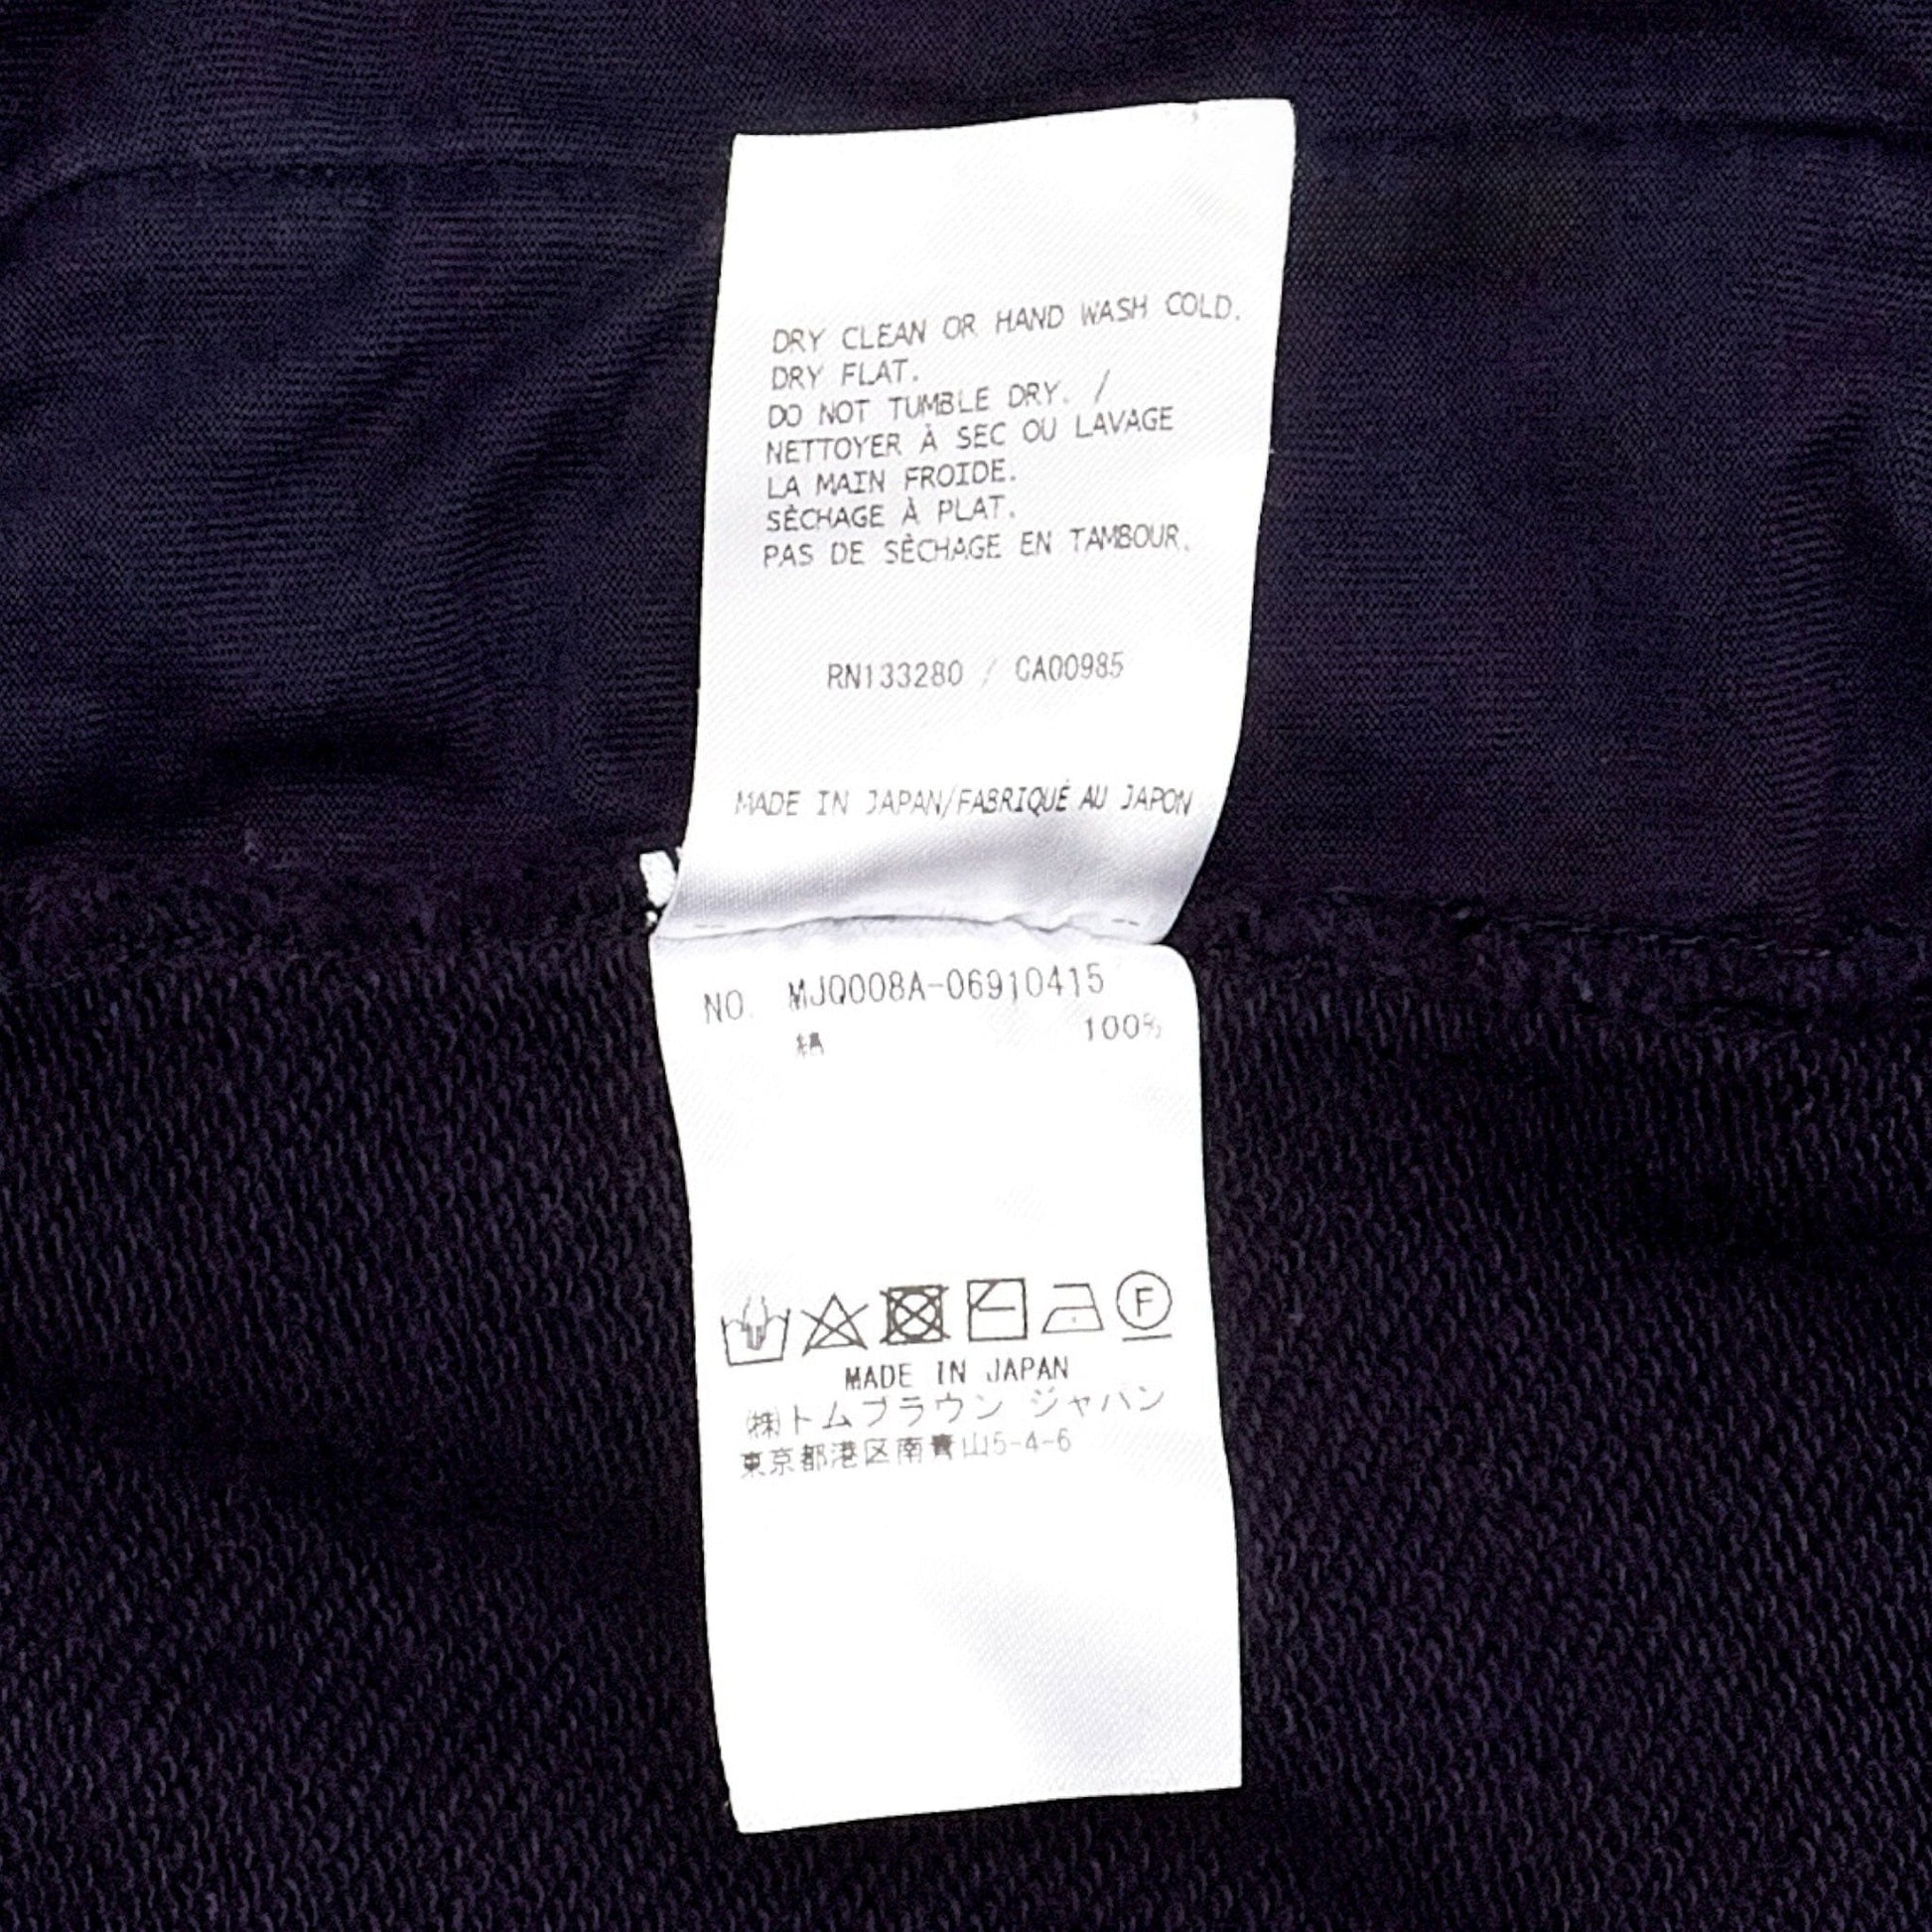 DRY CLEAN OR HAND WASH COLD.
DRY FLAT.
DO NOT TUMBLE DRY. /
NETTOYER À SEC OU LAVAGE
LA MAIN FROIDE.
SÉCHAGE À PLAT.
PAS DE SÉCHAGE EN TAMBOUR.
RN133280 / CA00985
MADE IN JAPAN/FABRIQUÉ AU JAPON
NO. MJQ008A-06910415
絹 100%
F
MADE IN JAPAN
㈱トムブラウン ジャパン
東京都港区南青山5-4-6